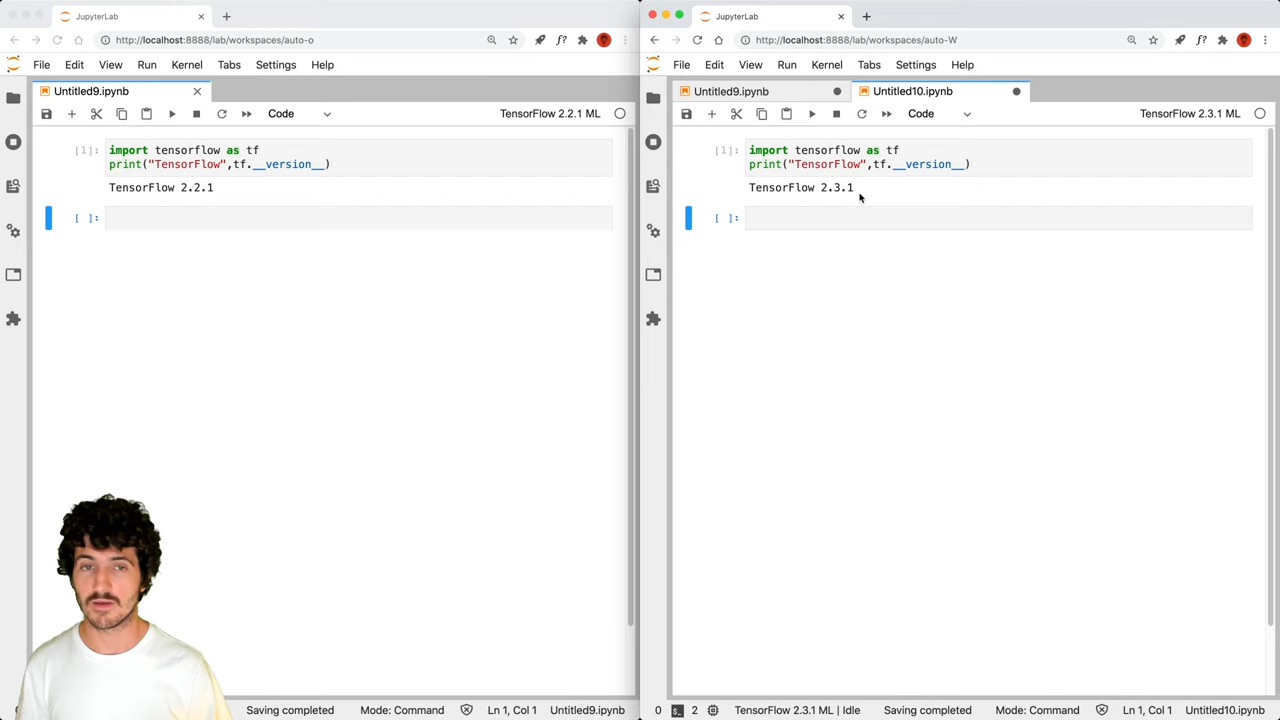 JupyterLab
http://localhost:8888/lab/workspaces/auto-o
File Edit View Run Kernel Tabs Settings Help
Untitled9.ipynb
Code
TensorFlow 2.2.1 ML
[1]: import tensorflow as tf
print("TensorFlow",tf.__version__)
TensorFlow 2.2.1
[ ]:
Saving completed Mode: Command Ln 1, Col 1 Untitled9.ipynb
JupyterLab
http://localhost:8888/lab/workspaces/auto-W
File Edit View Run Kernel Tabs Settings Help
Untitled9.ipynb Untitled10.ipynb
Code
TensorFlow 2.3.1 ML
[1]: import tensorflow as tf
print("TensorFlow",tf.__version__)
TensorFlow 2.3.1
[ ]:
0 2 TensorFlow 2.3.1 ML | Idle Saving completed Mode: Command Ln 1, Col 1 Untitled10.ipynb